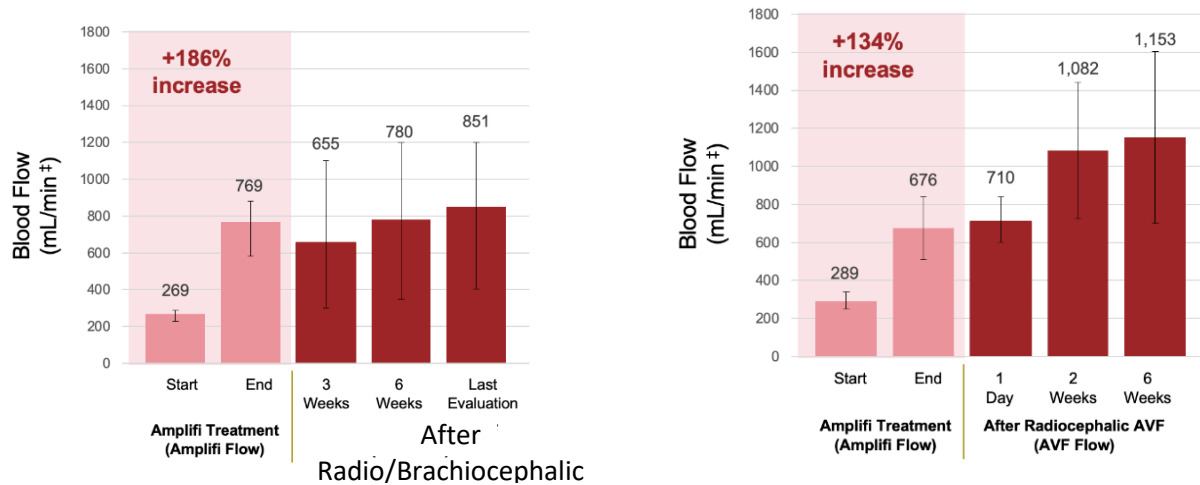 Blood Flow
(mL/min ‡)
1800
1600
1400
1200
1000
800
600
400
200
0
+186%
increase
269
769
655
780
851
Start
End
3
Weeks
6
Weeks
Last
Evaluation
Amplifi Treatment
(Amplifi Flow)
After
Radio/Brachiocephalic
Blood Flow
(mL/min ‡)
1800
1600
1400
1200
1000
800
600
400
200
0
+134%
increase
289
676
710
1,082
1,153
Start
End
1
Day
2
Weeks
6
Weeks
Amplifi Treatment
(Amplifi Flow)
After Radiocephalic AVF
(AVF Flow)